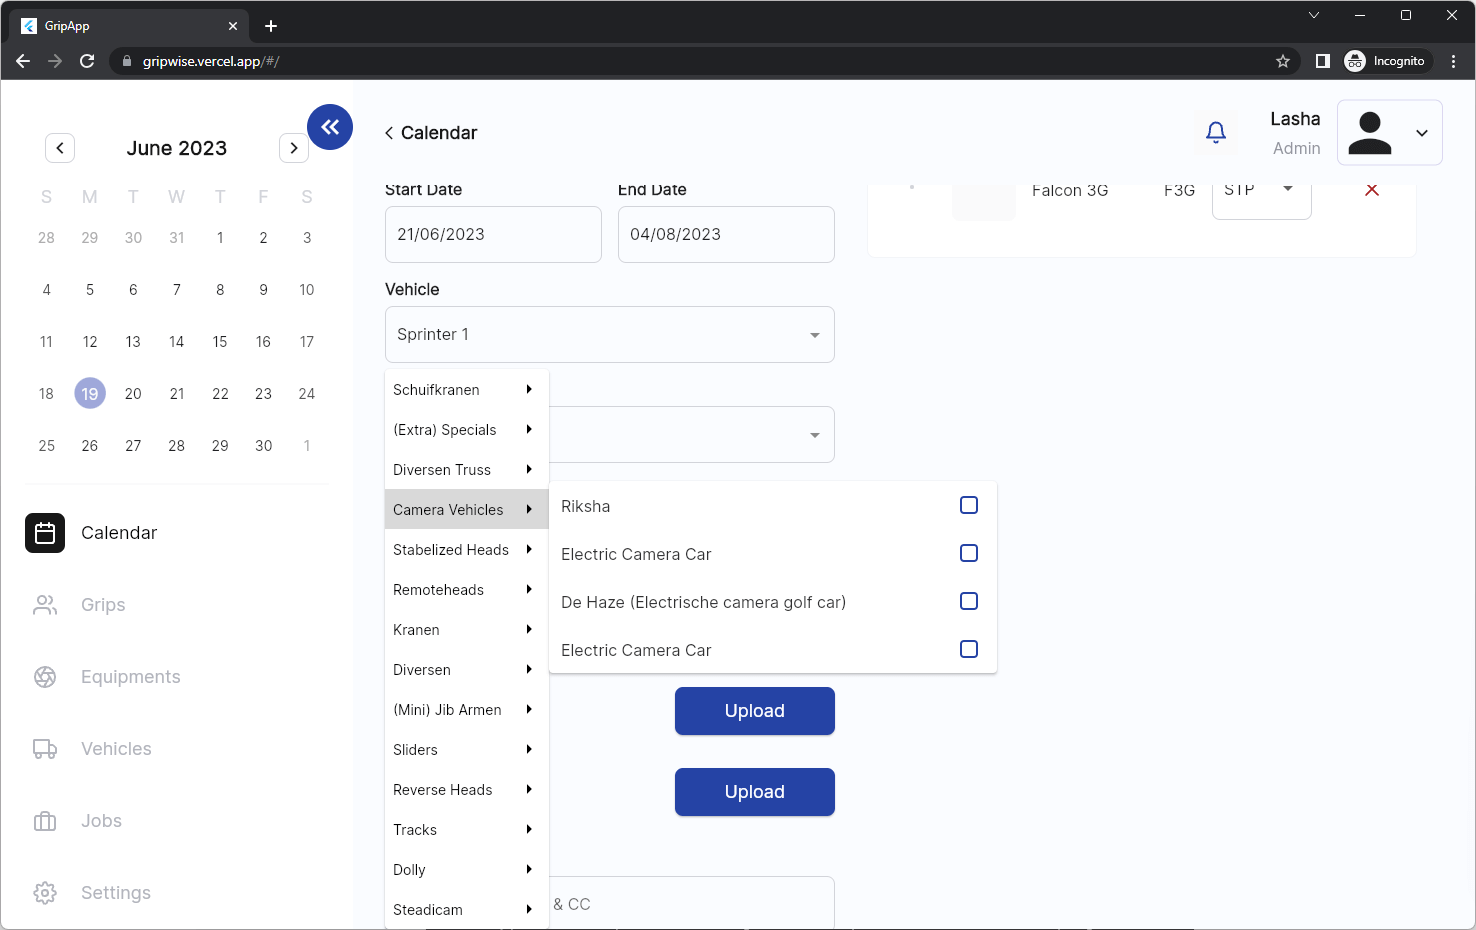 GripApp
gripwise.vercel.app/#/
Incognito
June 2023
S M T W T F S
28 29 30 31 1 2 3
4 5 6 7 8 9 10
11 12 13 14 15 16 17
18 19 20 21 22 23 24
25 26 27 28 29 30 1
Calendar
Grips
Equipments
Vehicles
Jobs
Settings
Calendar
Lasha
Admin
Start Date
End Date
21/06/2023
04/08/2023
Falcon 3G
F3G
STP
Vehicle
Sprinter 1
Schuifkranen
(Extra) Specials
Diversen Truss
Camera Vehicles
Stabelized Heads
Remoteheads
Kranen
Diversen
(Mini) Jib Armen
Sliders
Reverse Heads
Tracks
Dolly
Steadicam
Riksha
Electric Camera Car
De Haze (Electrische camera golf car)
Electric Camera Car
Upload
Upload
& CC